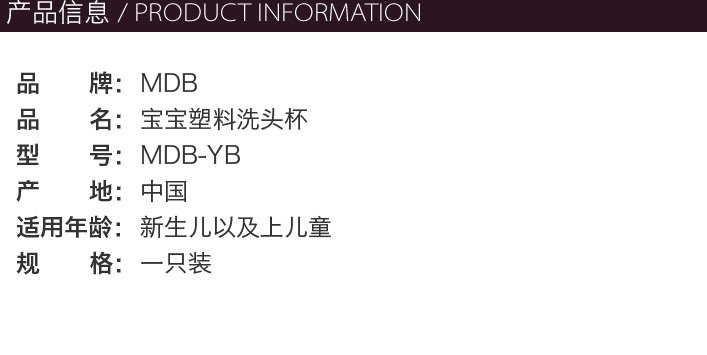 产品信息 / PRODUCT INFORMATION
品 牌： MDB
品 名： 宝宝塑料洗头杯
型 号： MDB-YB
产 地： 中国
适用年龄： 新生儿以及上儿童
规 格： 一只装